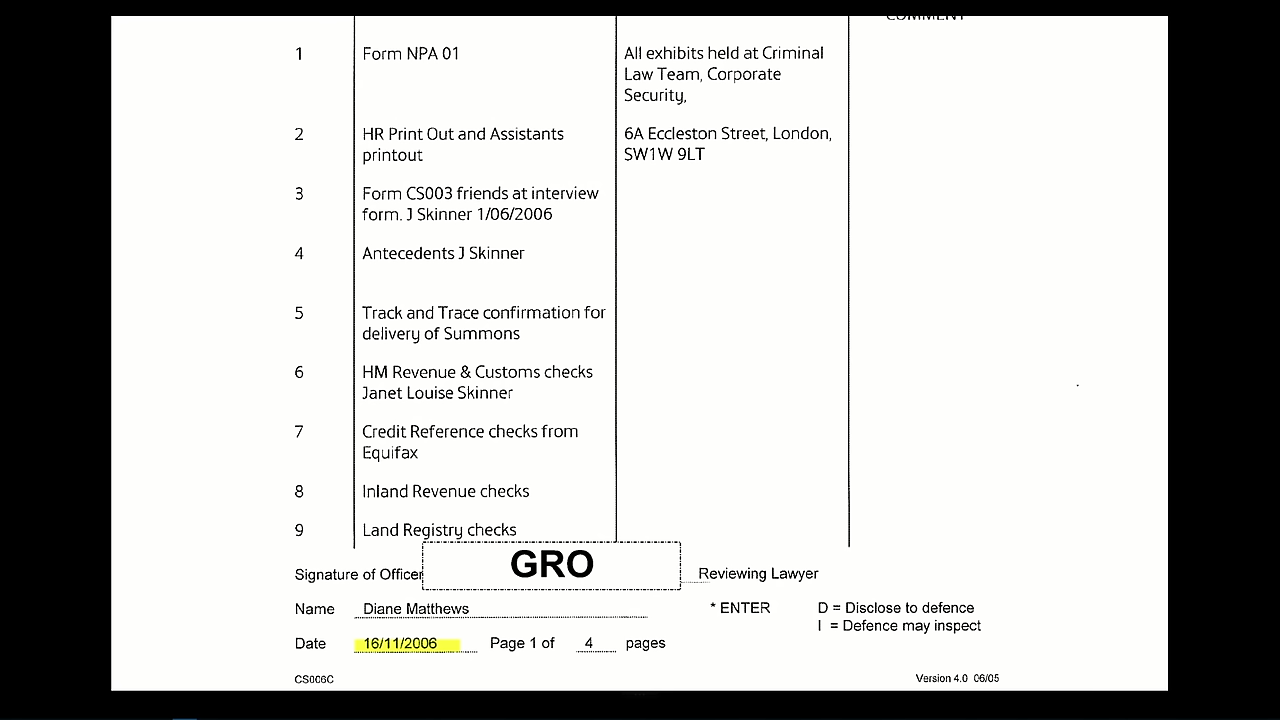 COMMENT
1 Form NPA 01 All exhibits held at Criminal
Law Team, Corporate
Security,
2 HR Print Out and Assistants 6A Eccleston Street, London,
printout SW1W 9LT
3 Form CS003 friends at interview
form. J Skinner 1/06/2006
4 Antecedents J Skinner
5 Track and Trace confirmation for
delivery of Summons
6 HM Revenue & Customs checks
Janet Louise Skinner
7 Credit Reference checks from
Equifax
8 Inland Revenue checks
9 Land Registry checks
GRO
Signature of Officer Reviewing Lawyer
Name Diane Matthews * ENTER D = Disclose to defence
I = Defence may inspect
Date 16/11/2006 Page 1 of 4 pages
CS006C Version 4.0 06/05